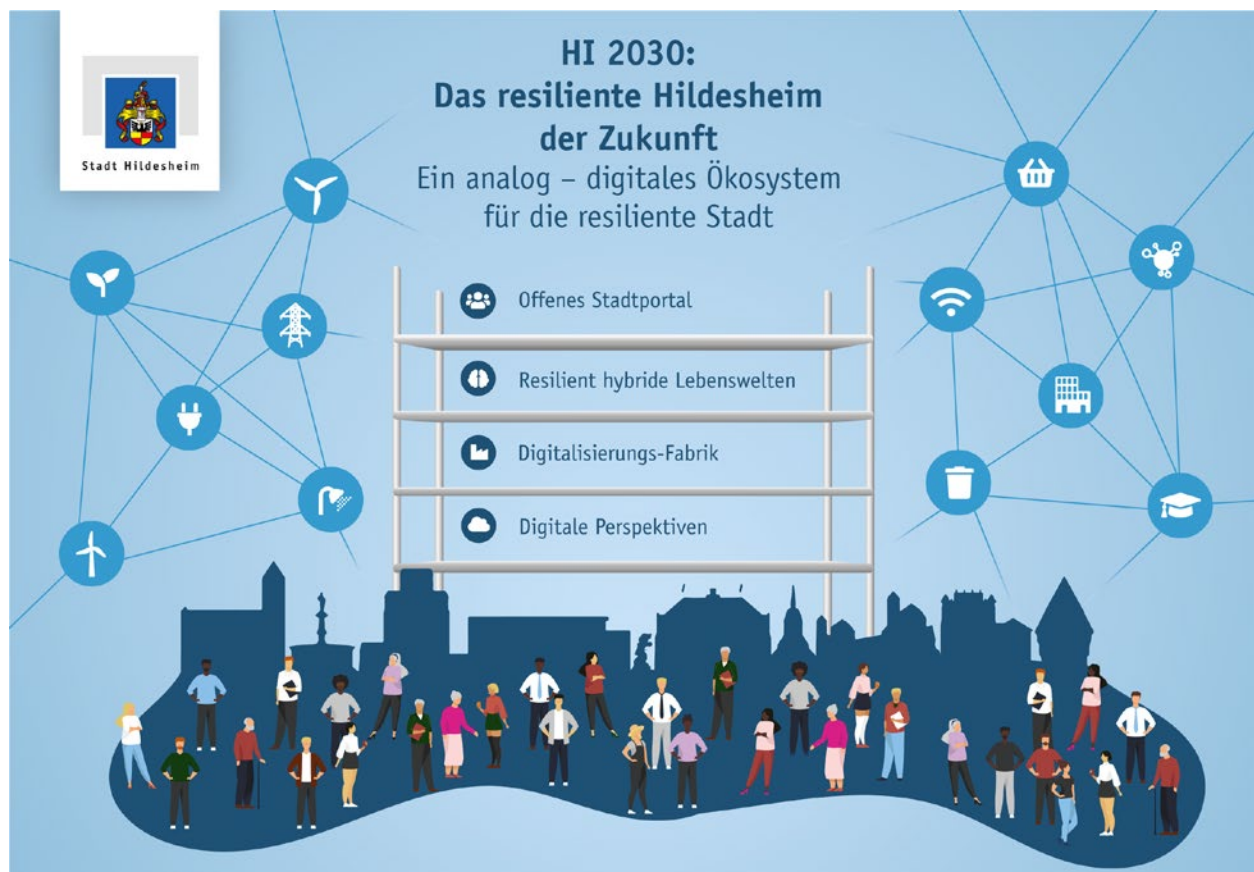 Stadt Hildesheim
HI 2030:
Das resiliente Hildesheim
der Zukunft
Ein analog – digitales Ökosystem
für die resiliente Stadt
Offenes Stadtportal
Resilient hybride Lebenswelten
Digitalisierungs-Fabrik
Digitale Perspektiven